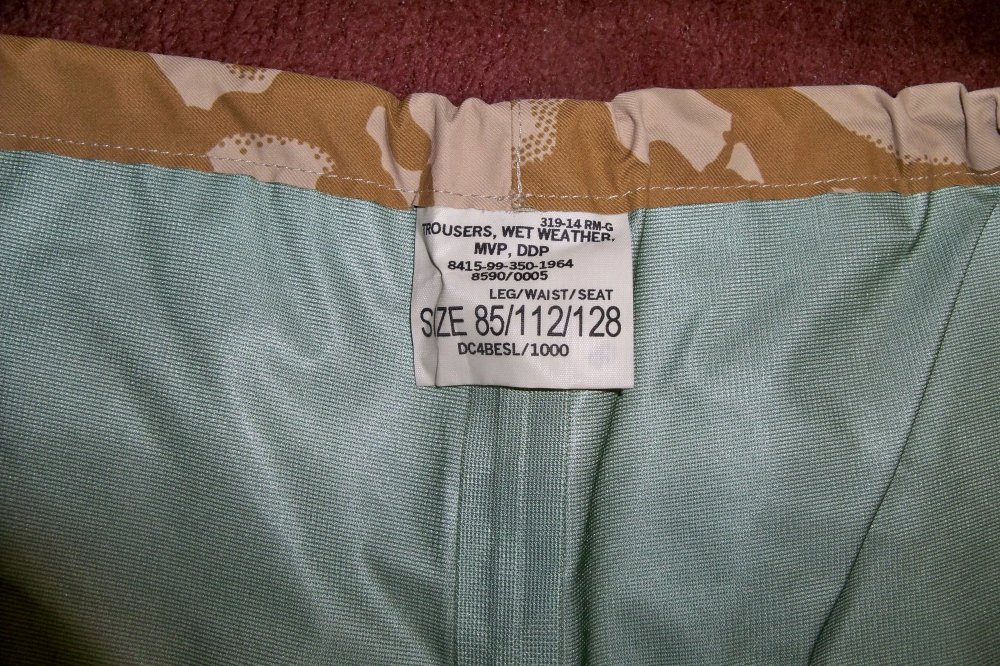 319-14 RM-G
TROUSERS, WET WEATHER.
MVP, DDP
8415-99-350-1964
8590/0005
LEG/WAIST/SEAT
SIZE 85/112/128
DC4BESL/1000